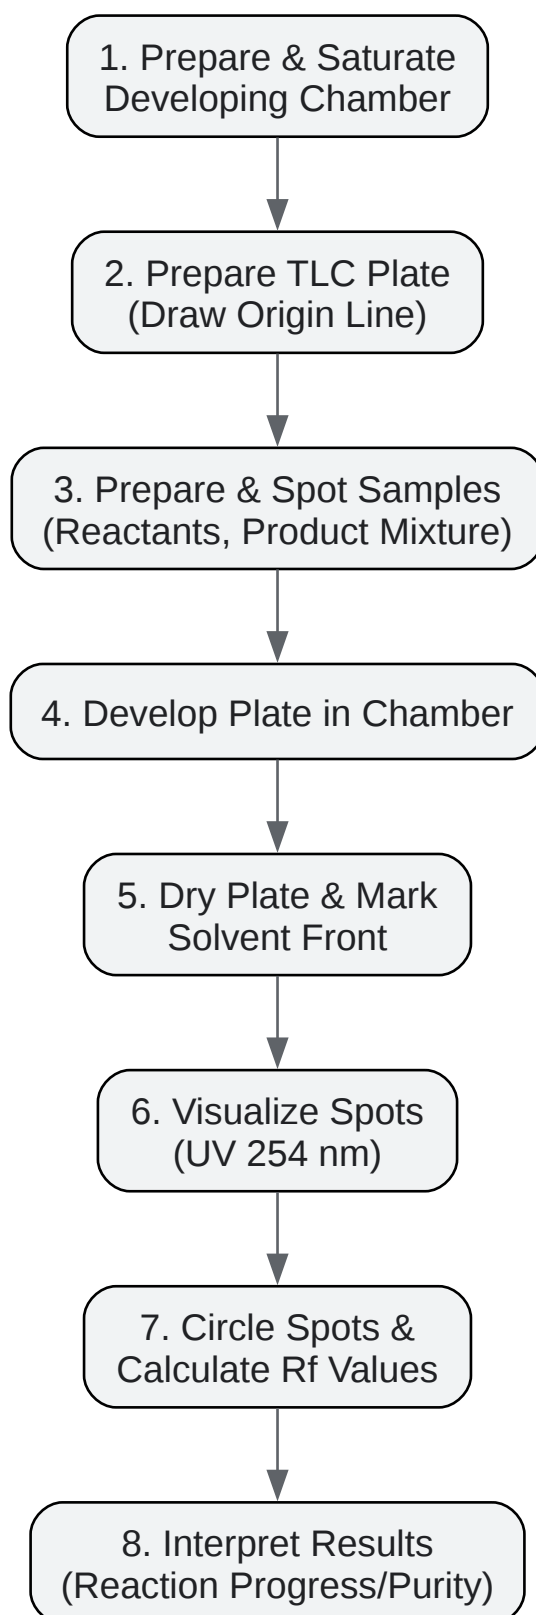 1. Prepare & Saturate
Developing Chamber
2. Prepare TLC Plate
(Draw Origin Line)
3. Prepare & Spot Samples
(Reactants, Product Mixture)
4. Develop Plate in Chamber
5. Dry Plate & Mark
Solvent Front
6. Visualize Spots
(UV 254 nm)
7. Circle Spots &
Calculate Rf Values
8. Interpret Results
(Reaction Progress/Purity)